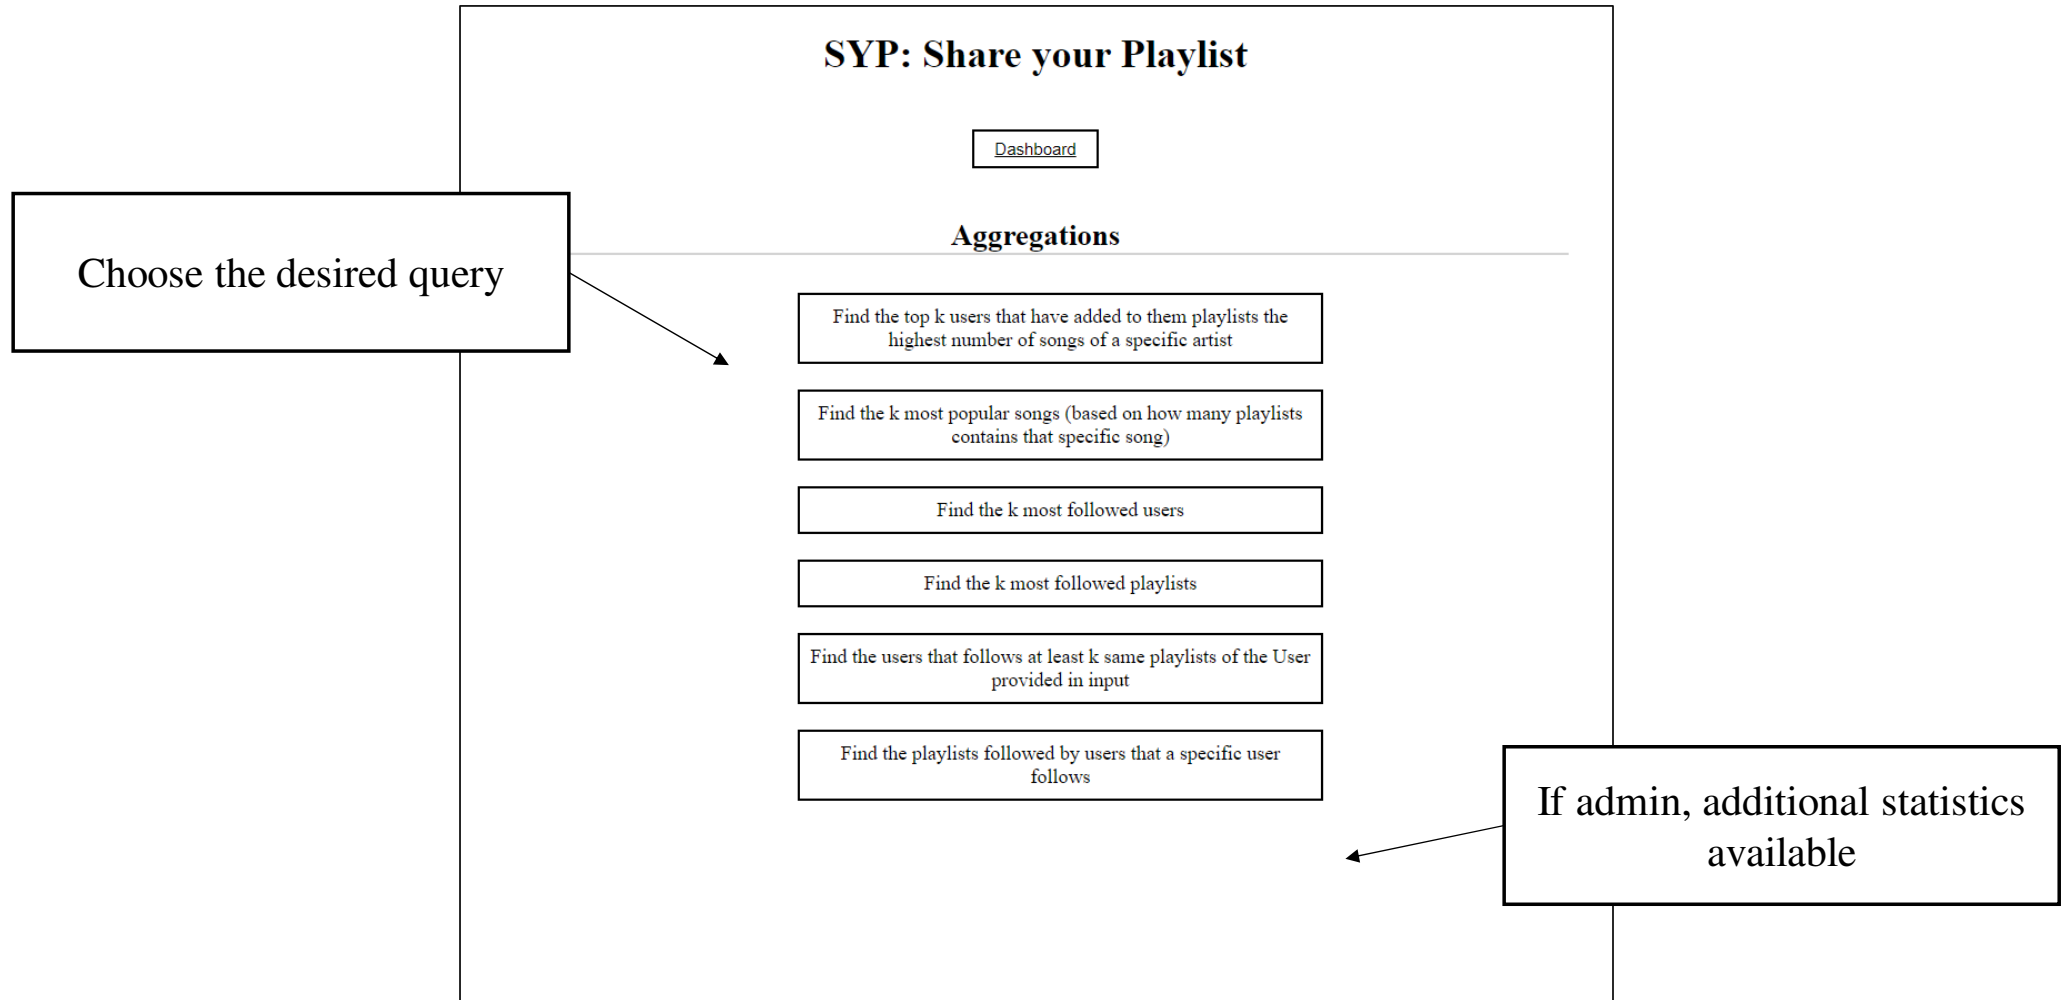 SYP: Share your Playlist
Dashboard
Aggregations
Choose the desired query
Find the top k users that have added to them playlists the
highest number of songs of a specific artist
Find the k most popular songs (based on how many playlists
contains that specific song)
Find the k most followed users
Find the k most followed playlists
Find the users that follows at least k same playlists of the User
provided in input
Find the playlists followed by users that a specific user
follows
If admin, additional statistics
available